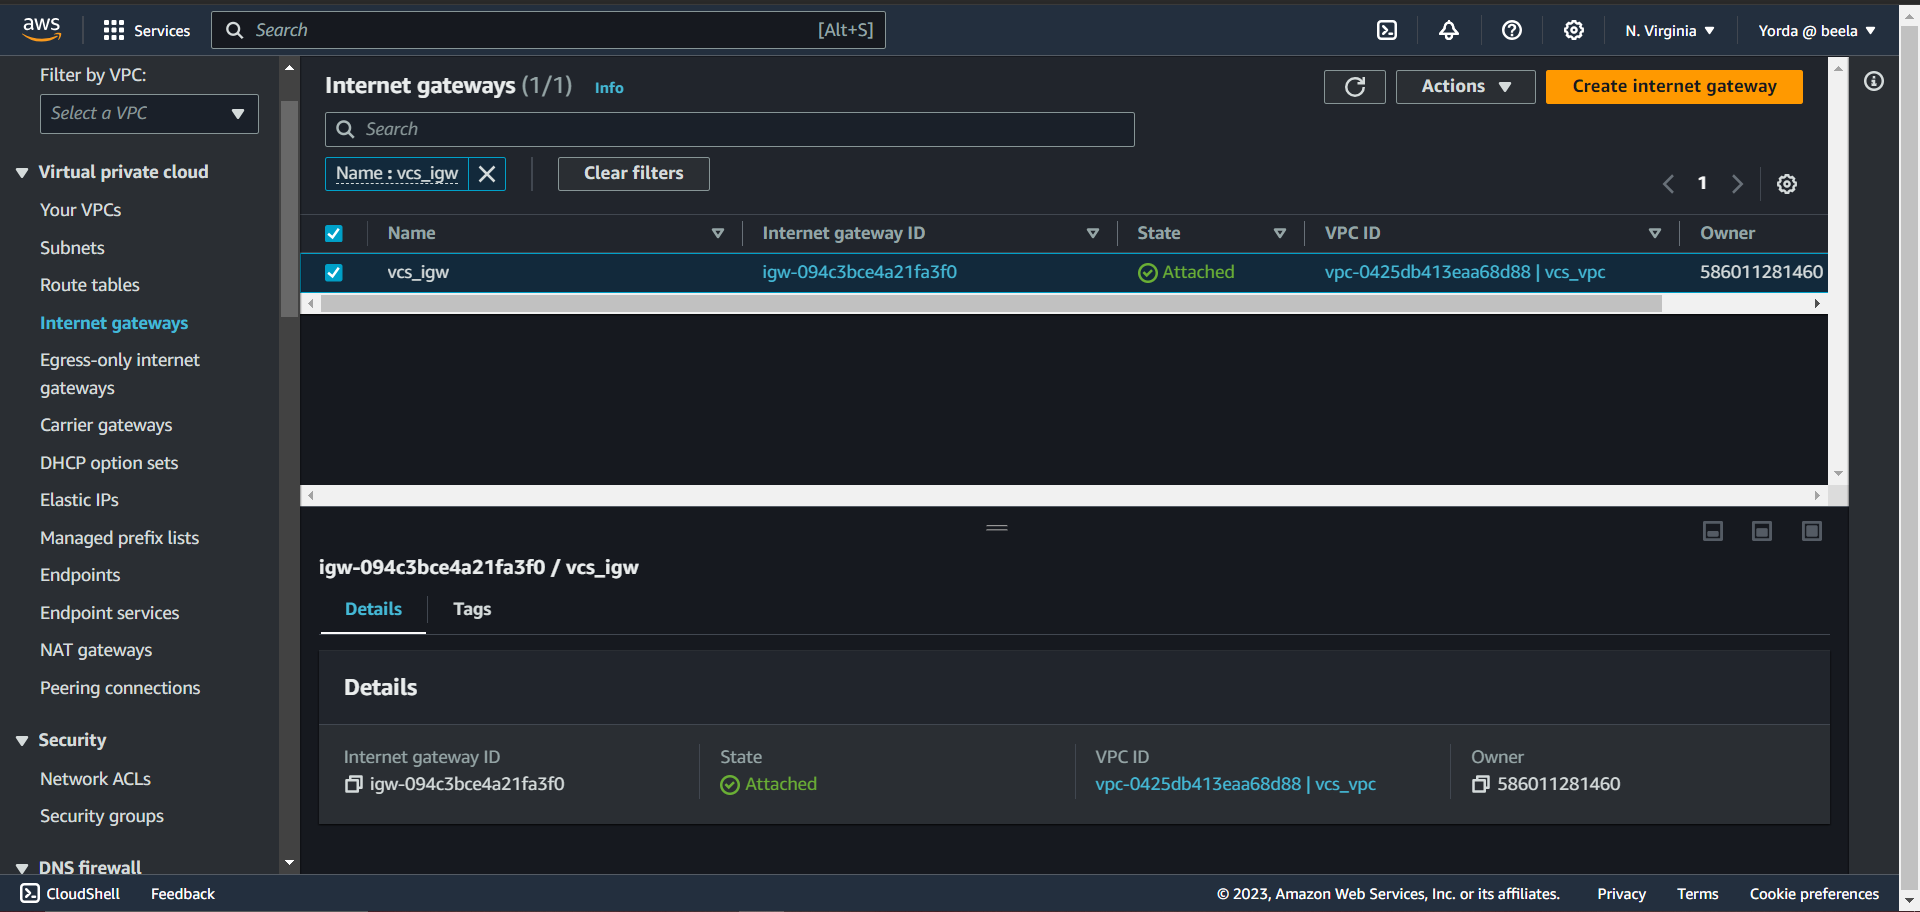 aws
Services
Search [Alt+S]
N. Virginia
Yorda @ beela
Filter by VPC:
Select a VPC
Virtual private cloud
Your VPCs
Subnets
Route tables
Internet gateways
Egress-only internet
gateways
Carrier gateways
DHCP option sets
Elastic IPs
Managed prefix lists
Endpoints
Endpoint services
NAT gateways
Peering connections
Security
Network ACLs
Security groups
DNS firewall
Internet gateways (1/1) Info
Actions
Create internet gateway
Search
Name : vcs_igw
Clear filters
1
Name Internet gateway ID State VPC ID Owner
vcs_igw igw-094c3bce4a21fa3f0 Attached vpc-0425db413eaa68d88 | vcs_vpc 586011281460
igw-094c3bce4a21fa3f0 / vcs_igw
Details Tags
Details
Internet gateway ID State VPC ID Owner
igw-094c3bce4a21fa3f0 Attached vpc-0425db413eaa68d88 | vcs_vpc 586011281460
CloudShell Feedback © 2023, Amazon Web Services, Inc. or its affiliates. Privacy Terms Cookie preferences